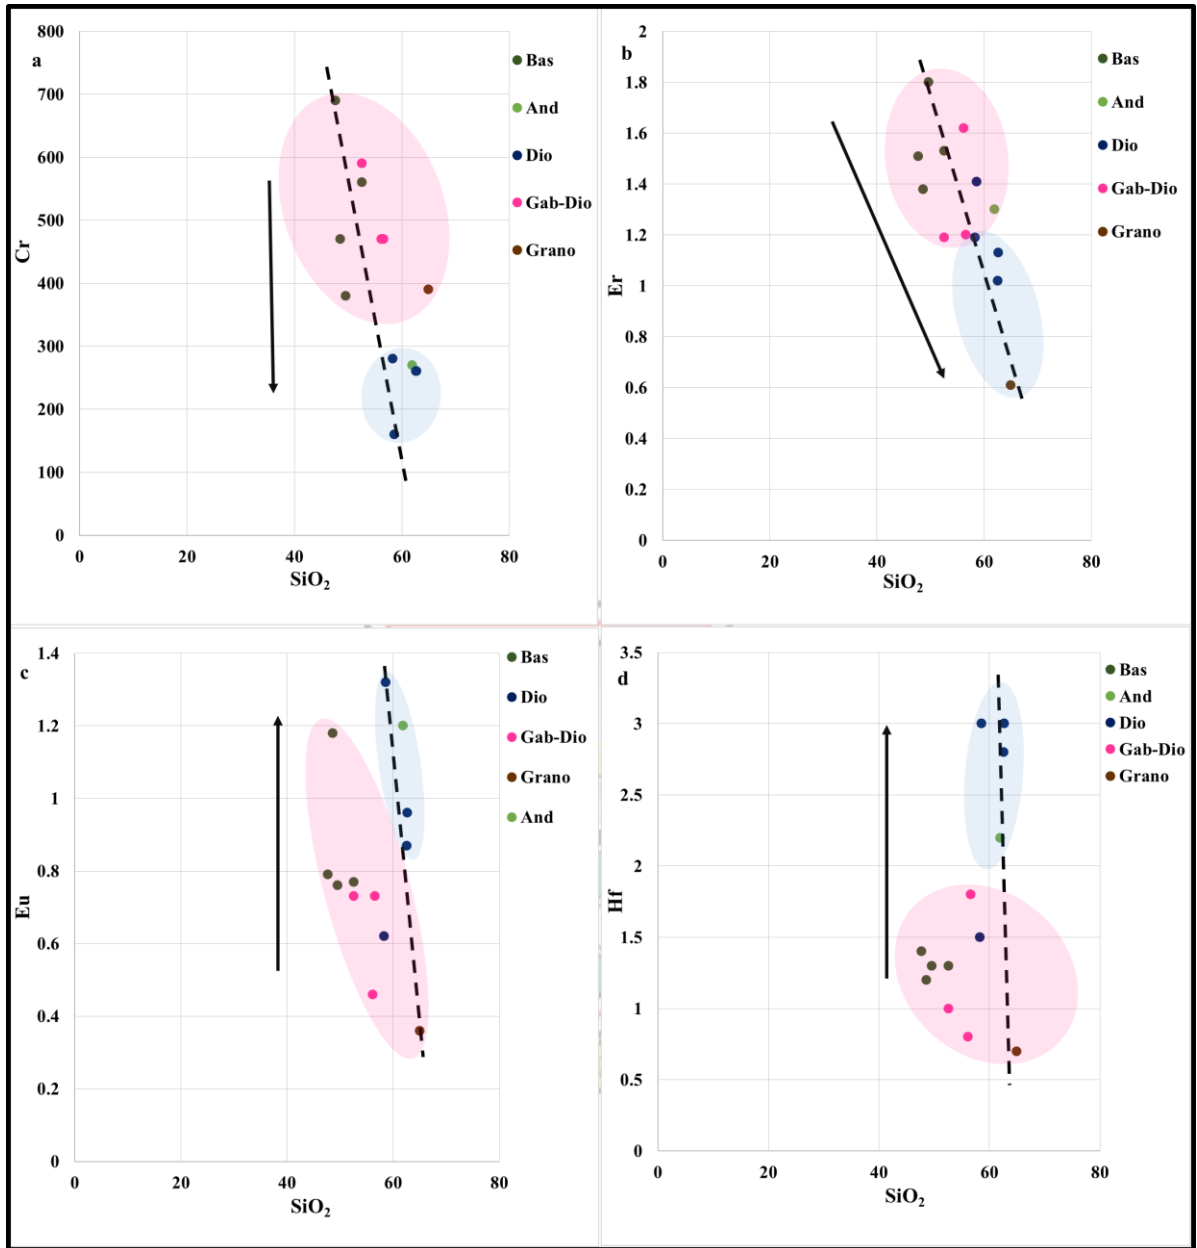 a
800
700
600
500
400
300
200
100
0
0 20 40 60 80
Cr
SiO2
Bas
And
Dio
Gab-Dio
Grano
b
2
1.8
1.6
1.4
1.2
1
0.8
0.6
0.4
0.2
0
0 20 40 60 80
Er
SiO2
Bas
And
Dio
Gab-Dio
Grano
c
1.4
1.2
1
0.8
0.6
0.4
0.2
0
0 20 40 60 80
Eu
SiO2
Bas
Dio
Gab-Dio
Grano
And
d
3.5
3
2.5
2
1.5
1
0.5
0
0 20 40 60 80
Hf
SiO2
Bas
And
Dio
Gab-Dio
Grano